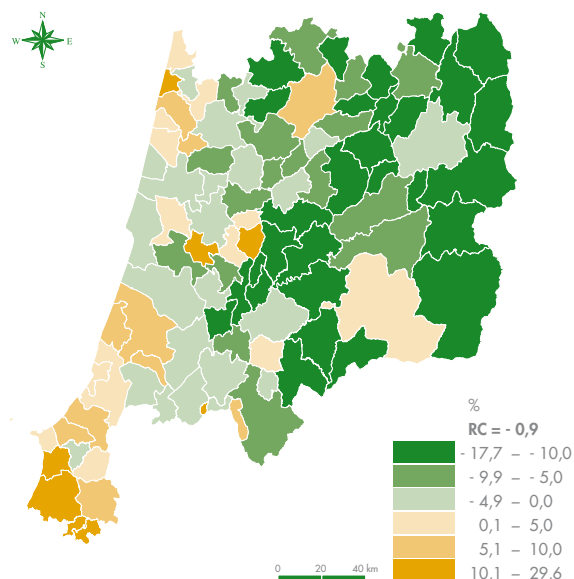 N
W E
S
%
RC = - 0,9
- 17,7 – - 10,0
- 9,9 – - 5,0
- 4,9 – 0,0
0,1 – 5,0
5,1 – 10,0
10,1 – 29,6
0 20 40 km